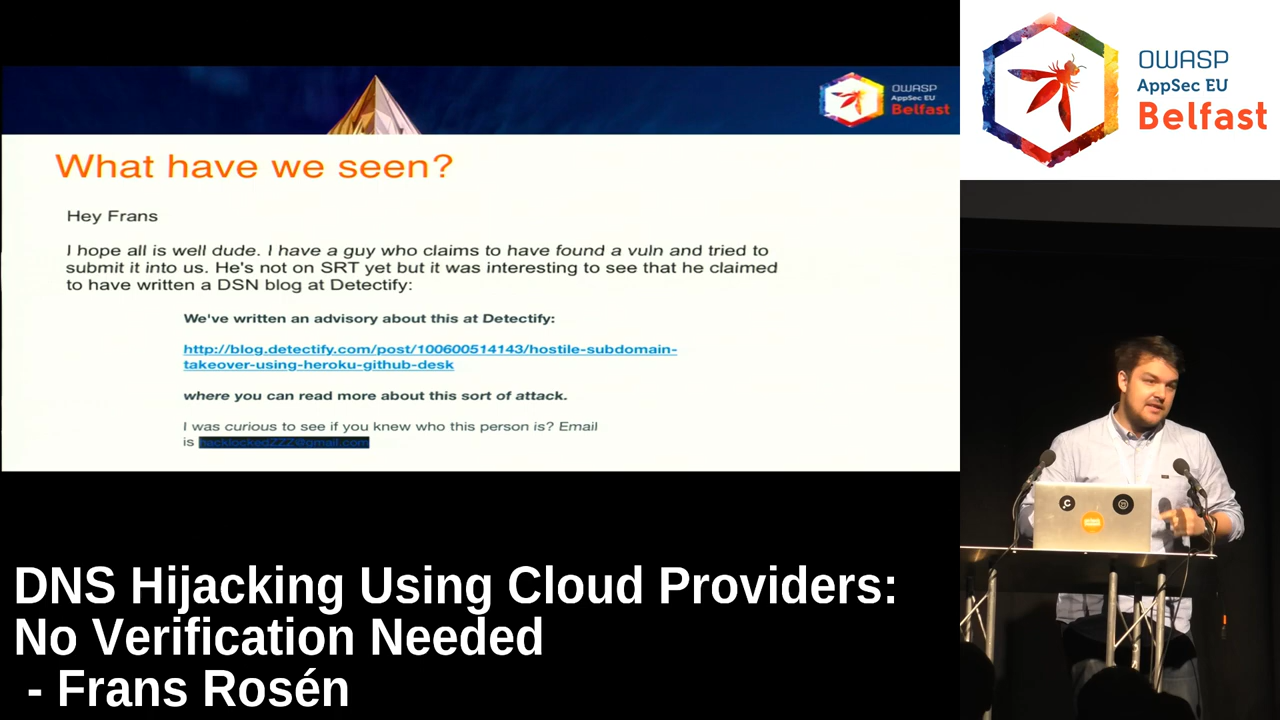 OWASP
AppSec EU
Belfast
What have we seen?
Hey Frans
I hope all is well dude. I have a guy who claims to have found a vuln and tried to
submit it into us. He's not on SRT yet but it was interesting to see that he claimed
to have written a DSN blog at Detectify:
We've written an advisory about this at Detectify:
http://blog.detectify.com/post/100600514143/hostile-subdomain-
takeover-using-heroku-github-desk
where you can read more about this sort of attack.
I was curious to see if you knew who this person is? Email
is
OWASP
AppSec EU
Belfast
DNS Hijacking Using Cloud Providers:
No Verification Needed
- Frans Rosén